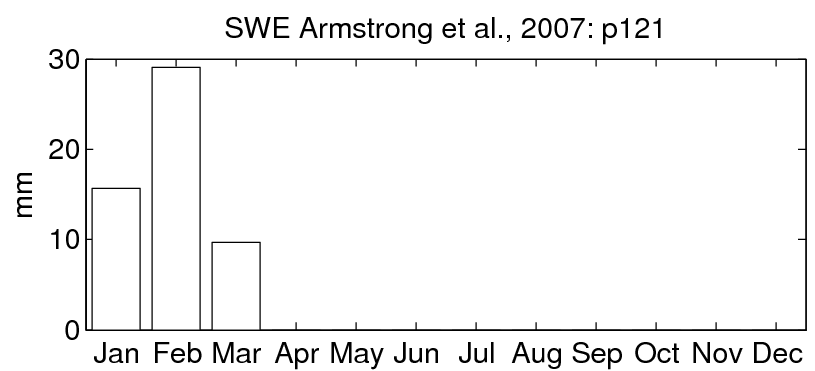 SWE Armstrong et al., 2007: p121
30
20
10
0
mm
Jan Feb Mar Apr May Jun Jul Aug Sep Oct Nov Dec